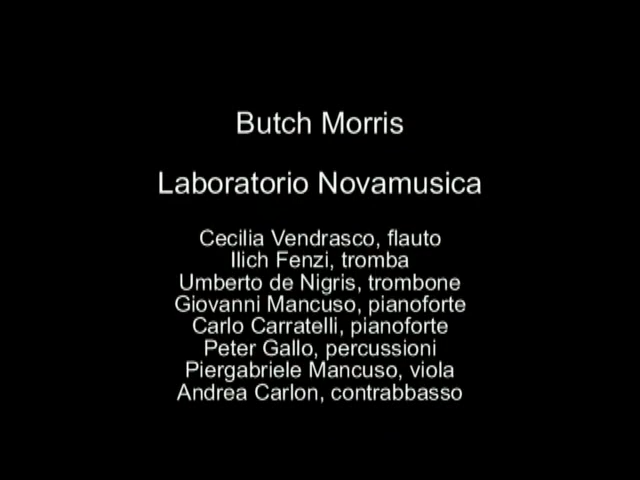 Butch Morris
Laboratorio Novamusica
Cecilia Vendrasco, flauto
Ilich Fenzi, tromba
Umberto de Nigris, trombone
Giovanni Mancuso, pianoforte
Carlo Carratelli, pianoforte
Peter Gallo, percussioni
Piergabriele Mancuso, viola
Andrea Carlon, contrabbasso